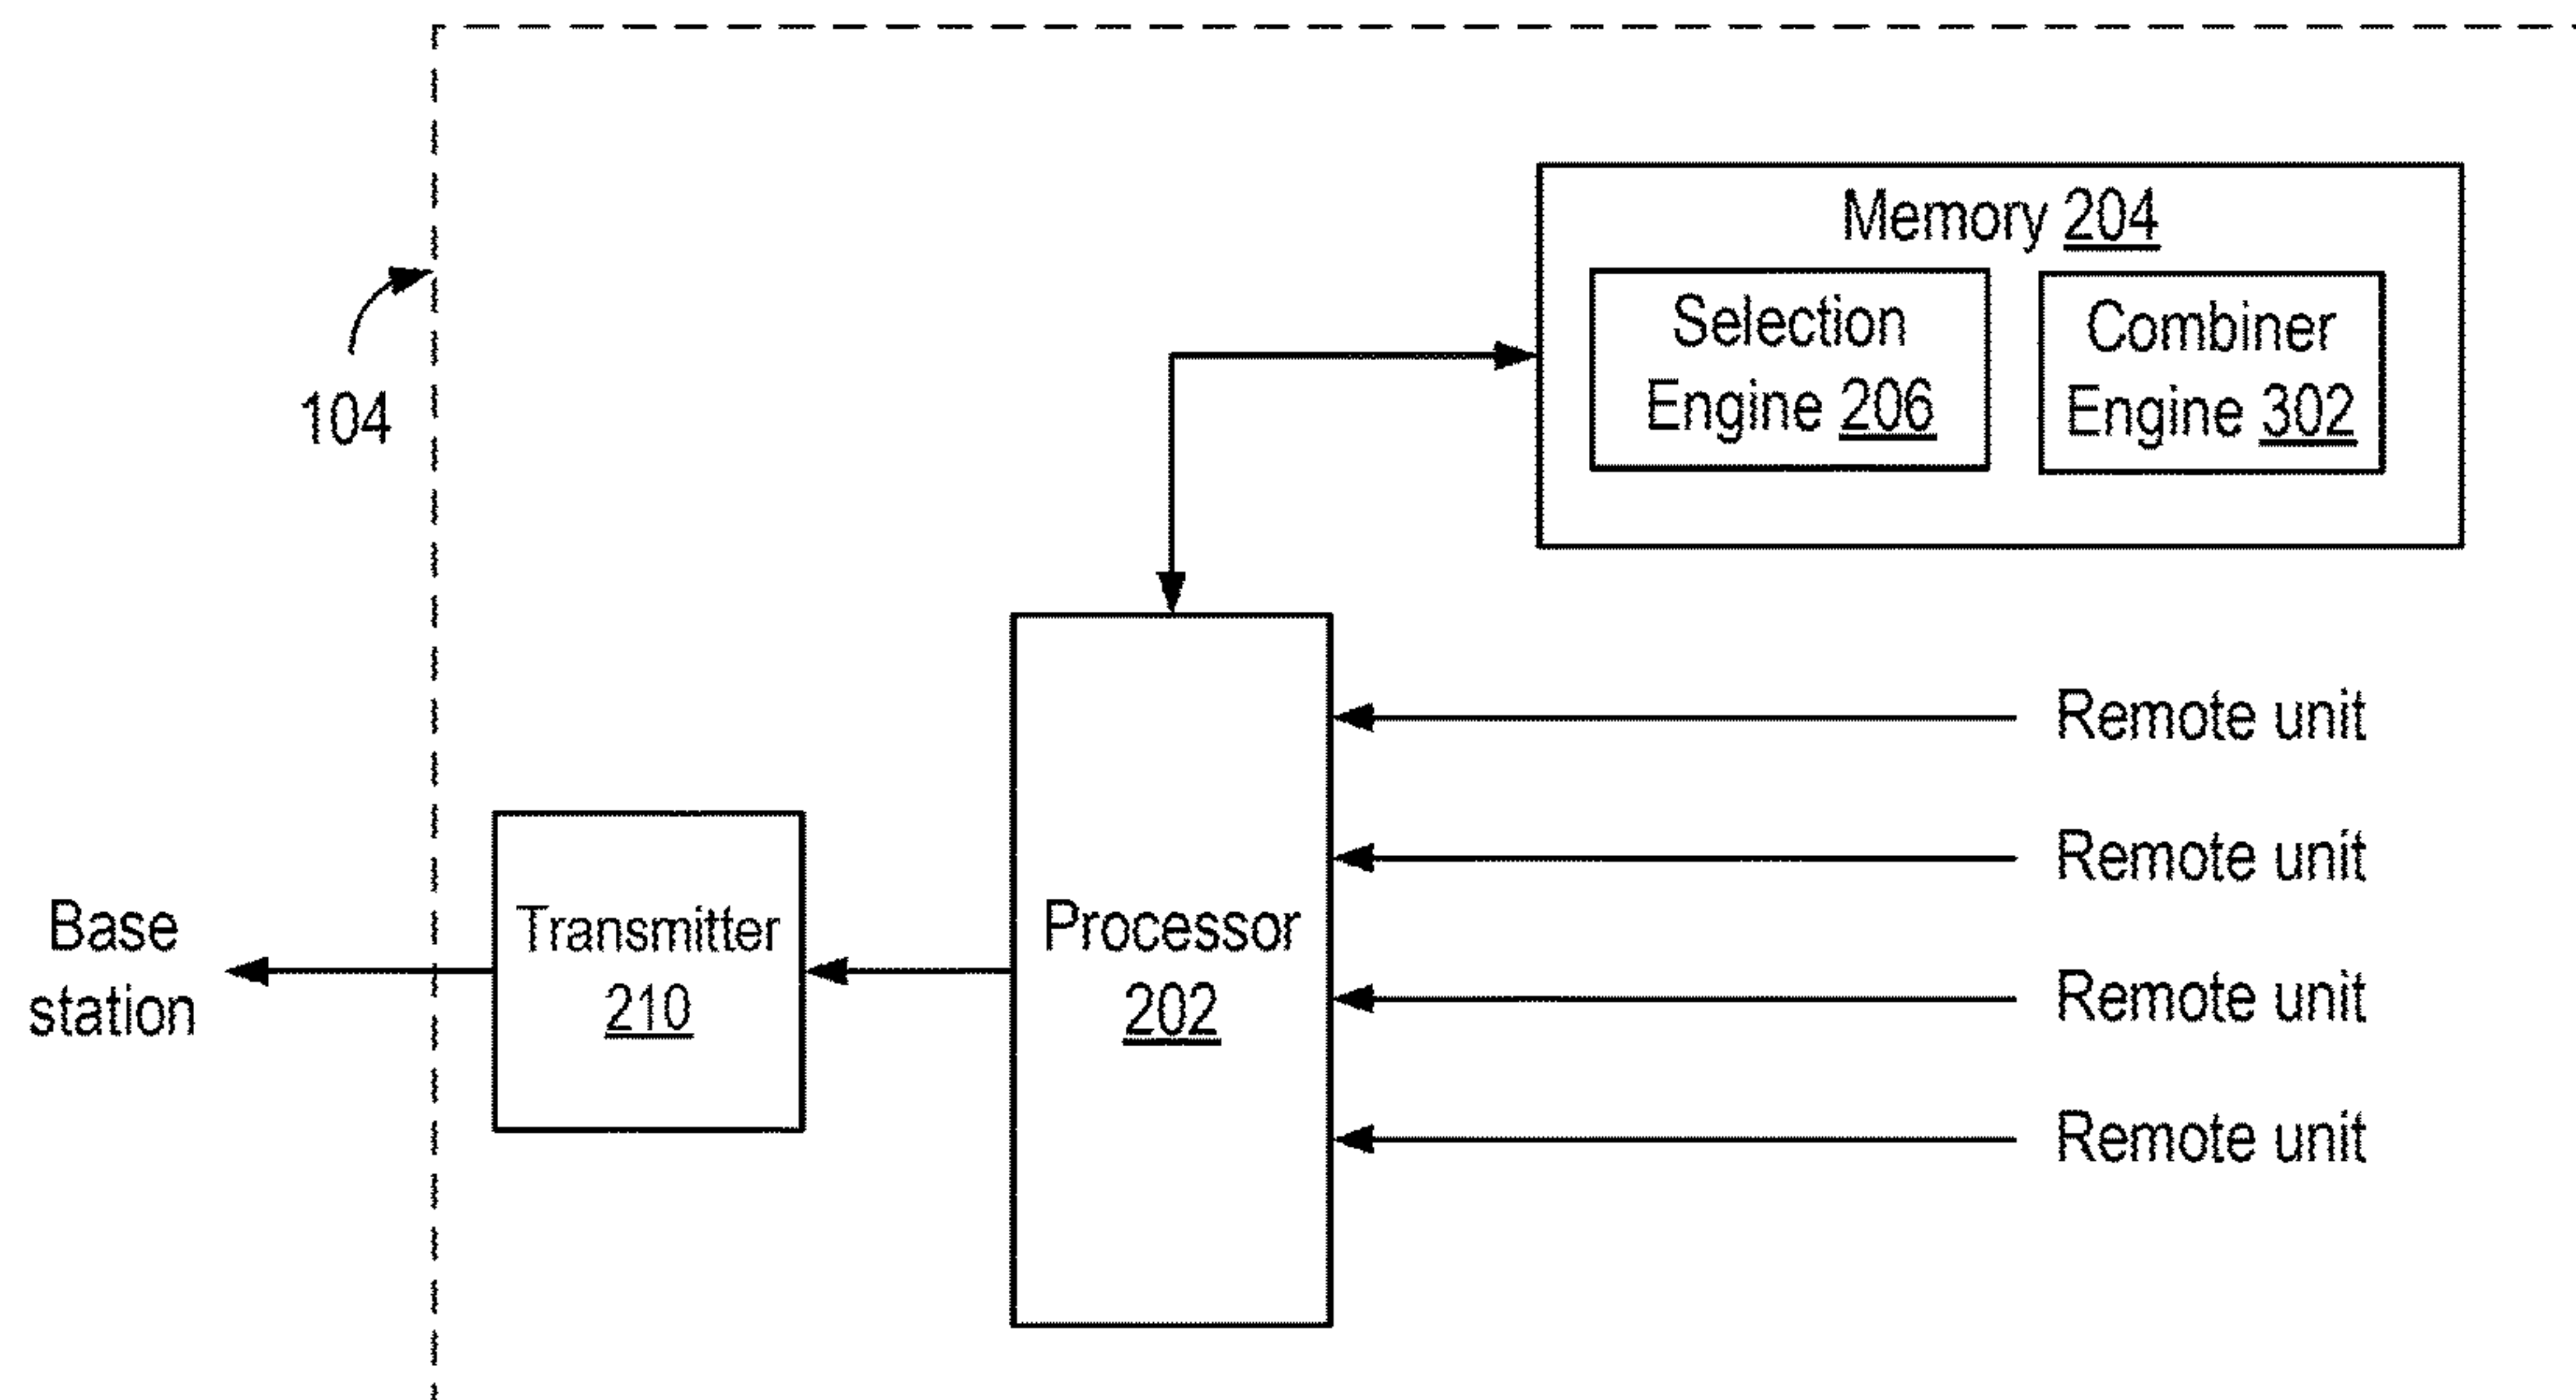 Memory 204
Selection
Engine 206
Combiner
Engine 302
104
Remote unit
Remote unit
Base
station
Transmitter
210
Processor
202
Remote unit
Remote unit